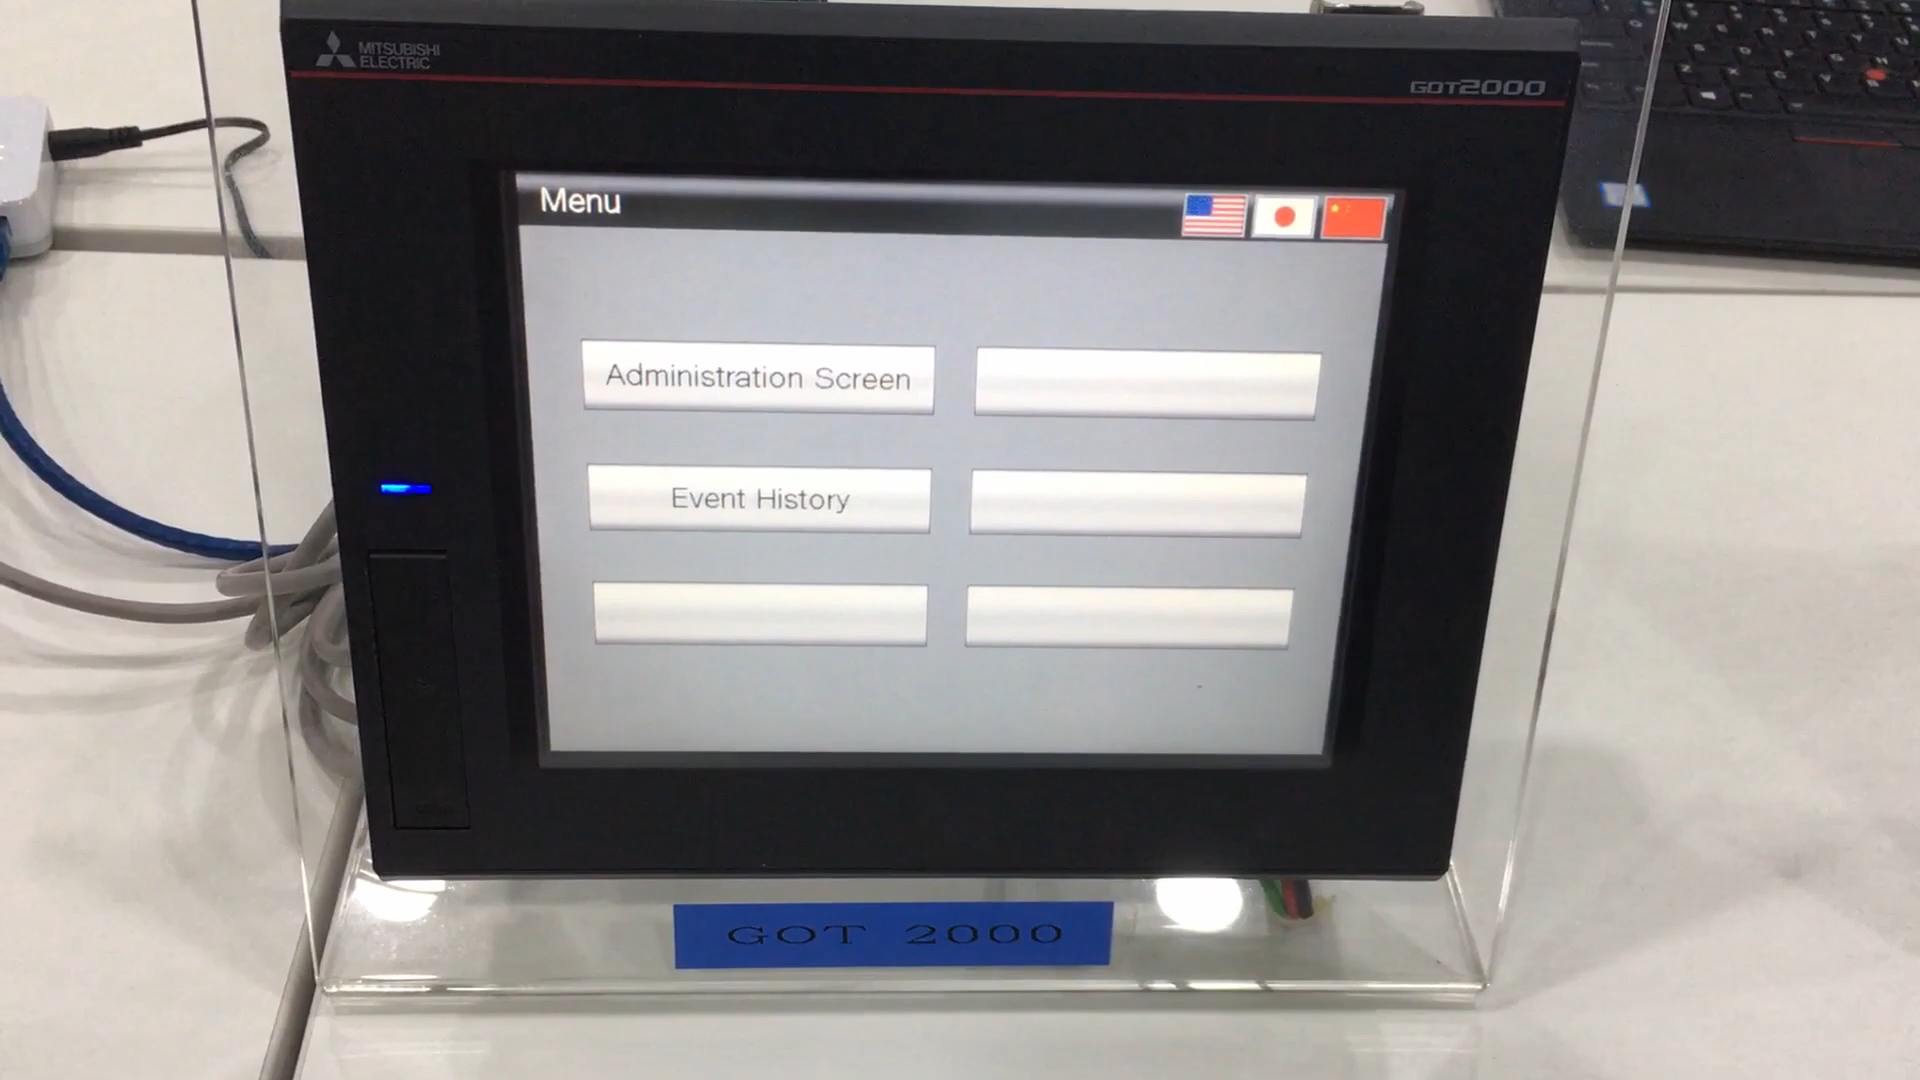 MITSUBISHI
ELECTRIC
GOT2000
Menu
Administration Screen
Event History
GOT 2000